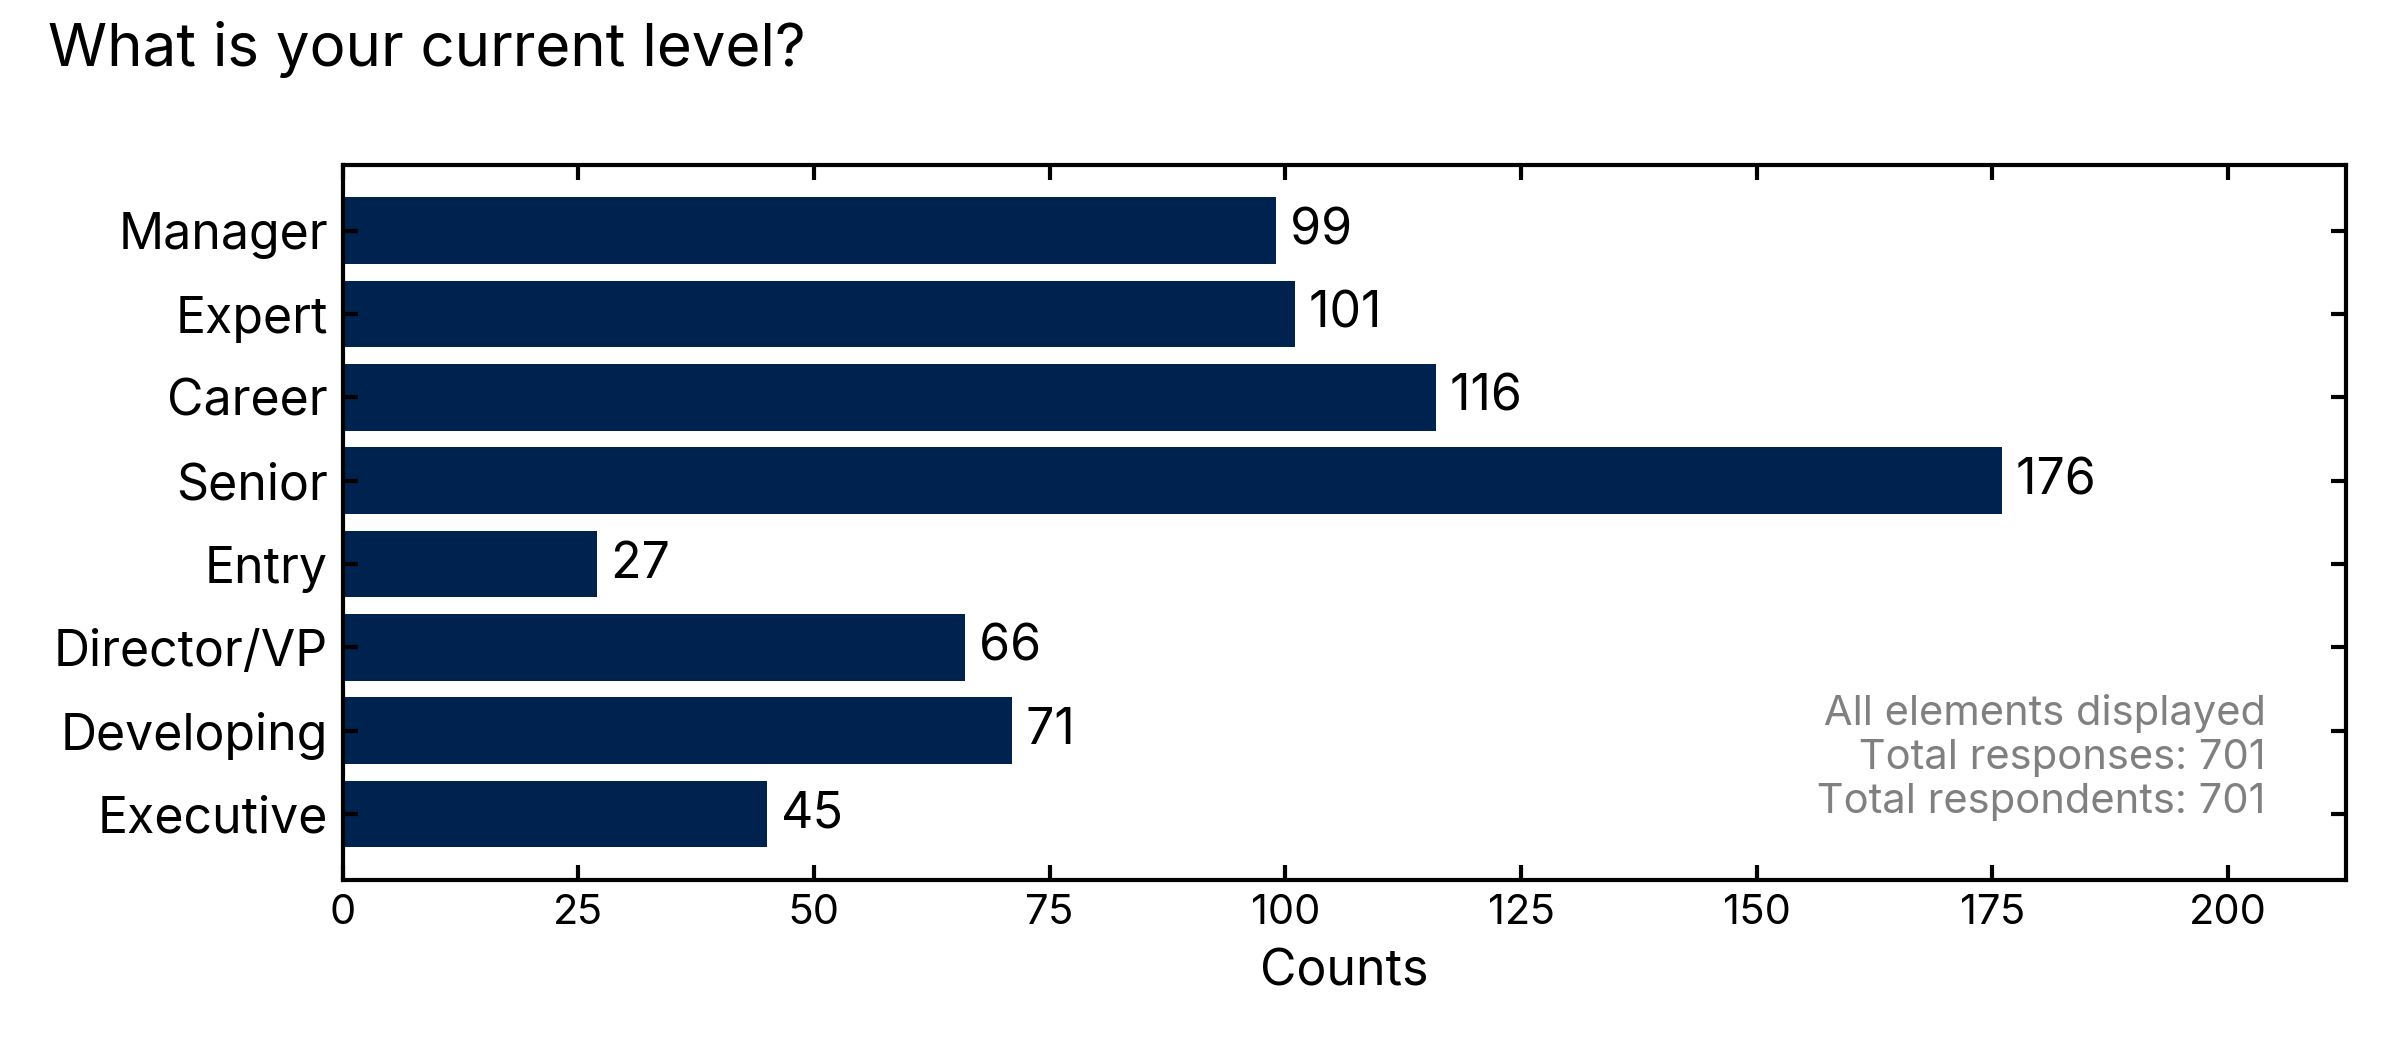 What is your current level?
Manager 99
Expert 101
Career 116
Senior 176
Entry 27
Director/VP 66
Developing 71
Executive 45
All elements displayed
Total responses: 701
Total respondents: 701
0 25 50 75 100 125 150 175 200
Counts